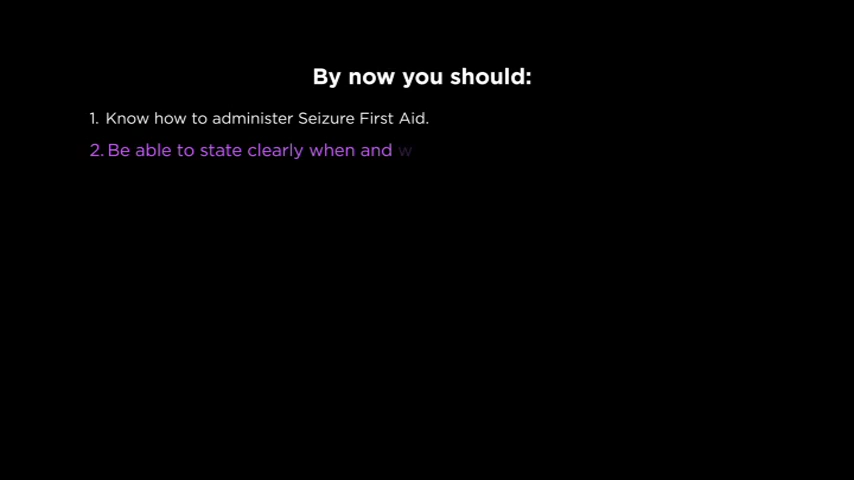 By now you should:
1. Know how to administer Seizure First Aid.
2. Be able to state clearly when and w